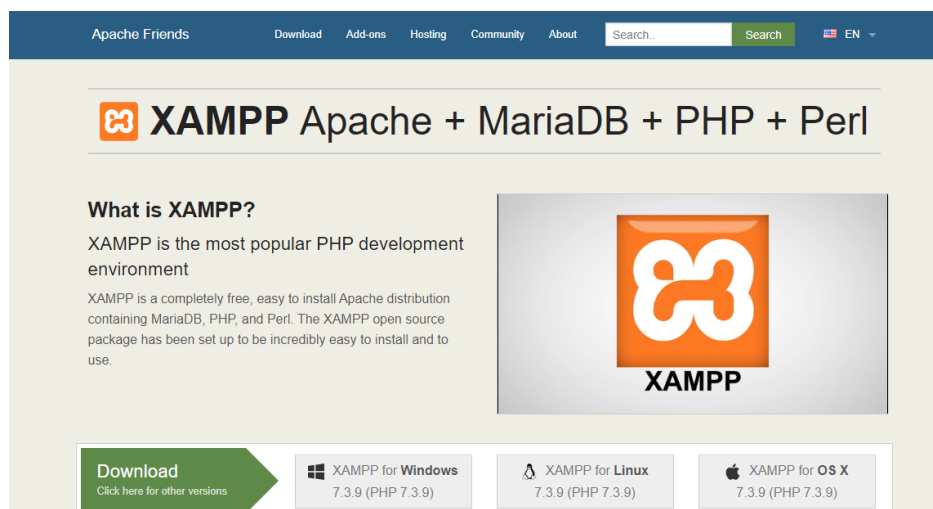 Apache Friends Download Add-ons Hosting Community About Search.. Search EN
XAMPP Apache + MariaDB + PHP + Perl
What is XAMPP?
XAMPP is the most popular PHP development
environment
XAMPP is a completely free, easy to install Apache distribution
containing MariaDB, PHP, and Perl. The XAMPP open source
package has been set up to be incredibly easy to install and to
use.
XAMPP
Download
Click here for other versions
XAMPP for Windows
7.3.9 (PHP 7.3.9)
XAMPP for Linux
7.3.9 (PHP 7.3.9)
XAMPP for OS X
7.3.9 (PHP 7.3.9)